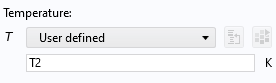 Temperature:
T User defined
T2 K